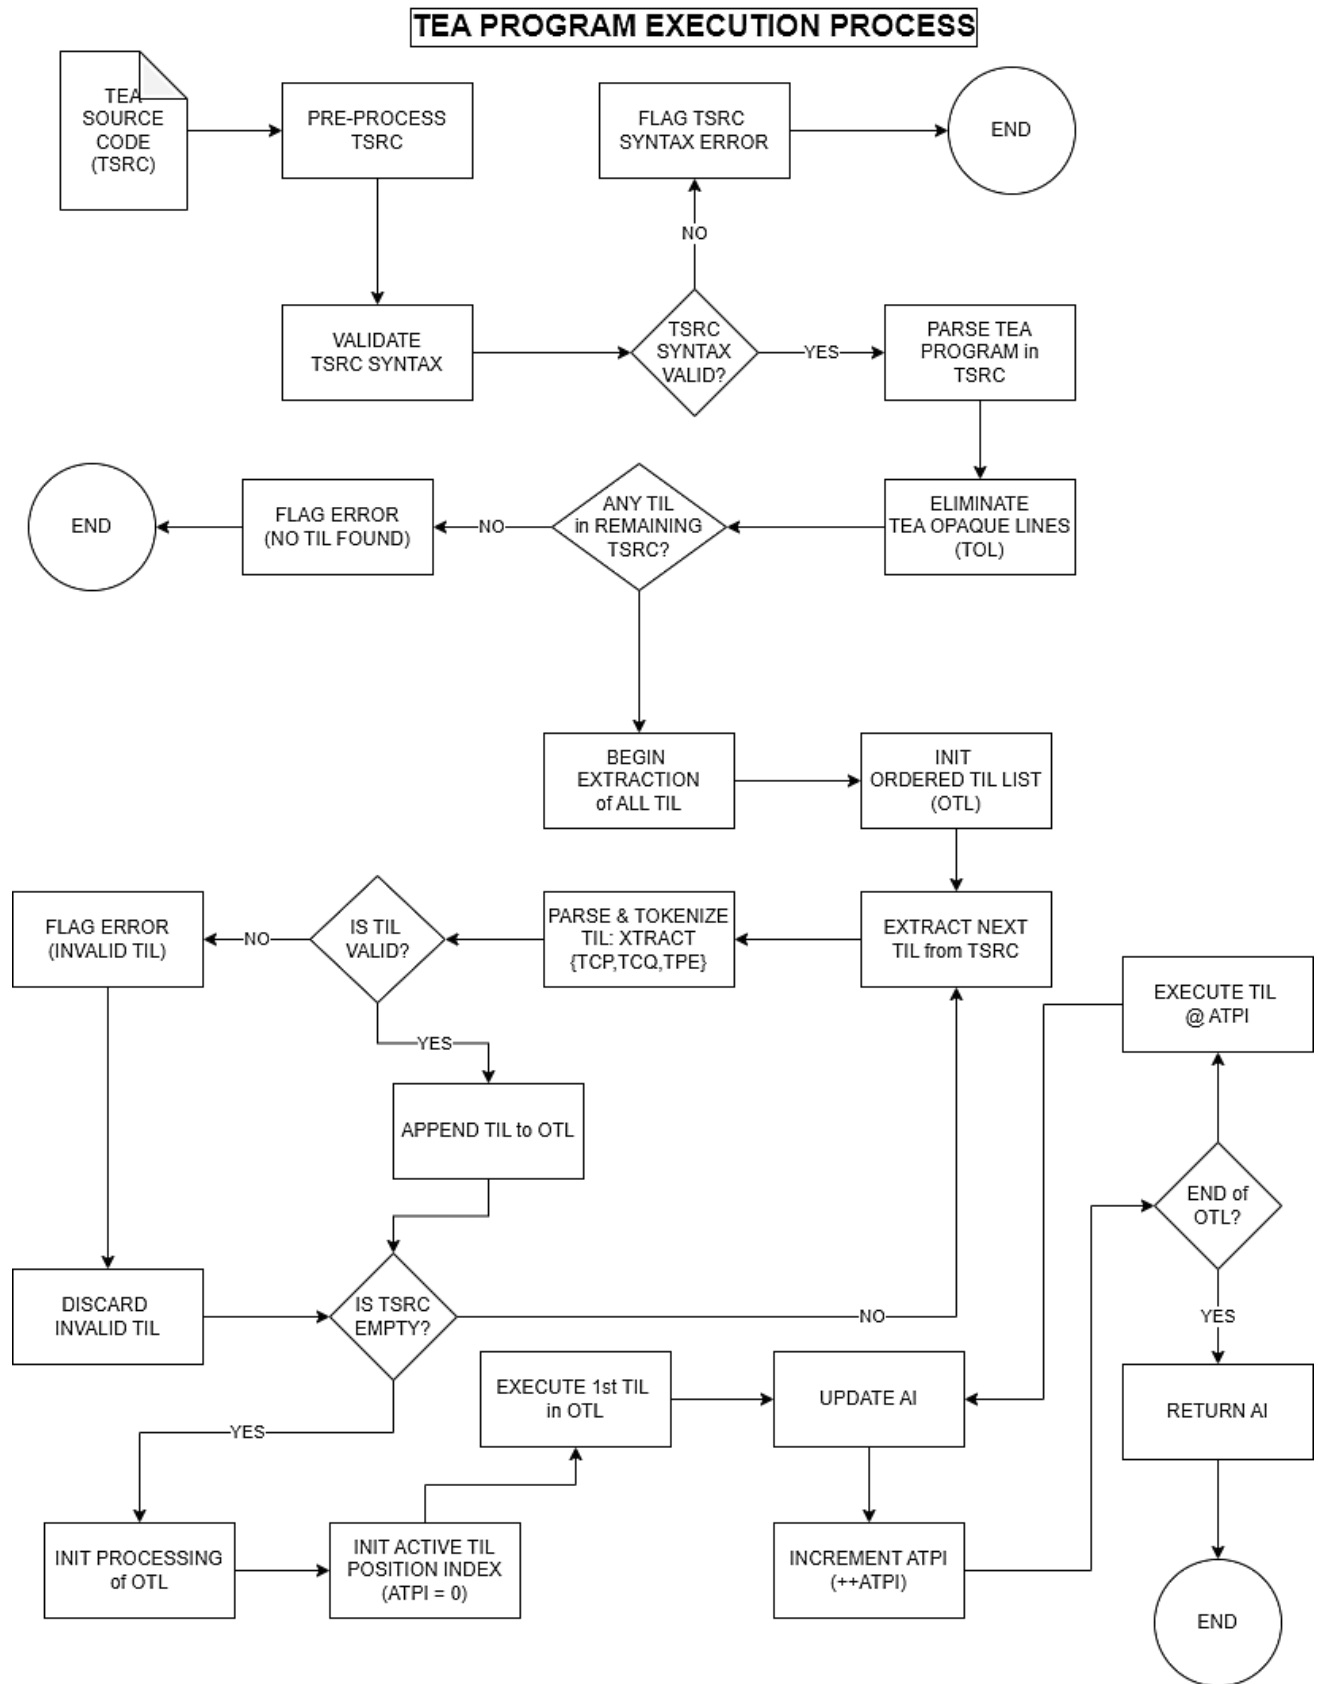 TEA PROGRAM EXECUTION PROCESS
TEA
SOURCE
CODE
(TSRC)
PRE-PROCESS
TSRC
FLAG TSRC
SYNTAX ERROR
END
NO
VALIDATE
TSRC SYNTAX
TSRC
SYNTAX
VALID?
YES
PARSE TEA
PROGRAM in
TSRC
END
FLAG ERROR
(NO TIL FOUND)
NO
ANY TIL
in REMAINING
TSRC?
ELIMINATE
TEA OPAQUE LINES
(TOL)
BEGIN
EXTRACTION
of ALL TIL
INIT
ORDERED TIL LIST
(OTL)
FLAG ERROR
(INVALID TIL)
NO
IS TIL
VALID?
PARSE & TOKENIZE
TIL: XTRACT
{TCP,TCQ,TPE}
EXTRACT NEXT
TIL from TSRC
EXECUTE TIL
@ ATPI
YES
APPEND TIL to OTL
END of
OTL?
DISCARD
INVALID TIL
IS TSRC
EMPTY?
NO
YES
EXECUTE 1st TIL
in OTL
UPDATE AI
RETURN AI
YES
INIT PROCESSING
of OTL
INIT ACTIVE TIL
POSITION INDEX
(ATPI = 0)
INCREMENT ATPI
(++ATPI)
END